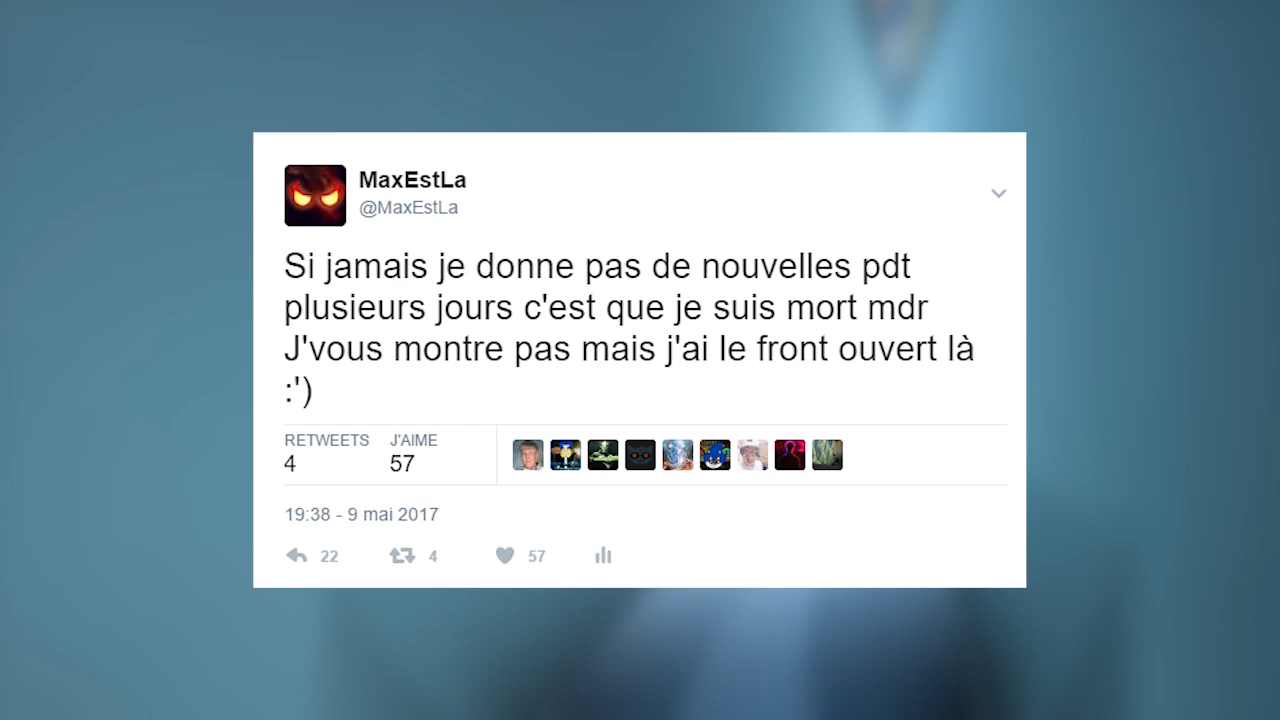 MaxEstLa
@MaxEstLa
Si jamais je donne pas de nouvelles pdt
plusieurs jours c'est que je suis mort mdr
J'vous montre pas mais j'ai le front ouvert là
:')
RETWEETS J'AIME
4 57
19:38 - 9 mai 2017
22 4 57